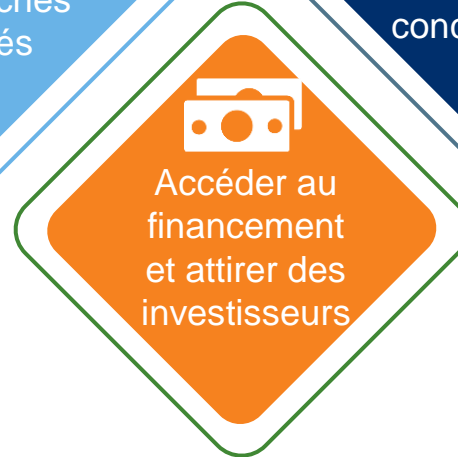 Accéder au
financement
et attirer des
investisseurs